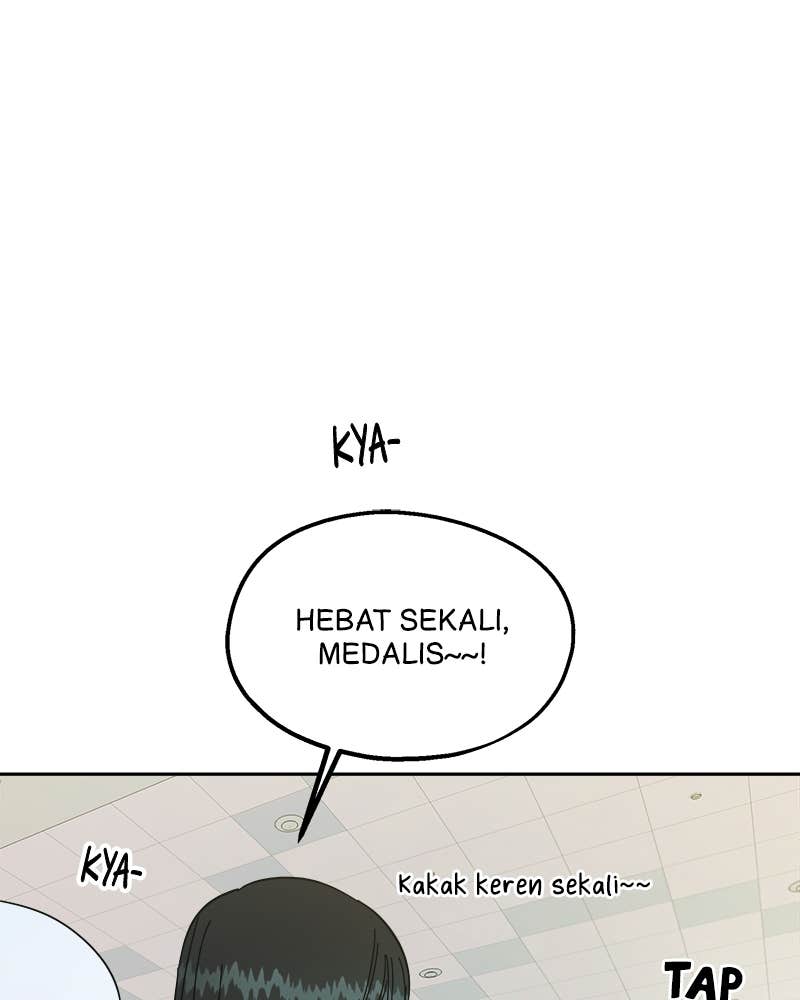 KYA-
HEBAT SEKALI,
MEDALIS~~!
KYA-
Kakak keren sekali~~
TAP